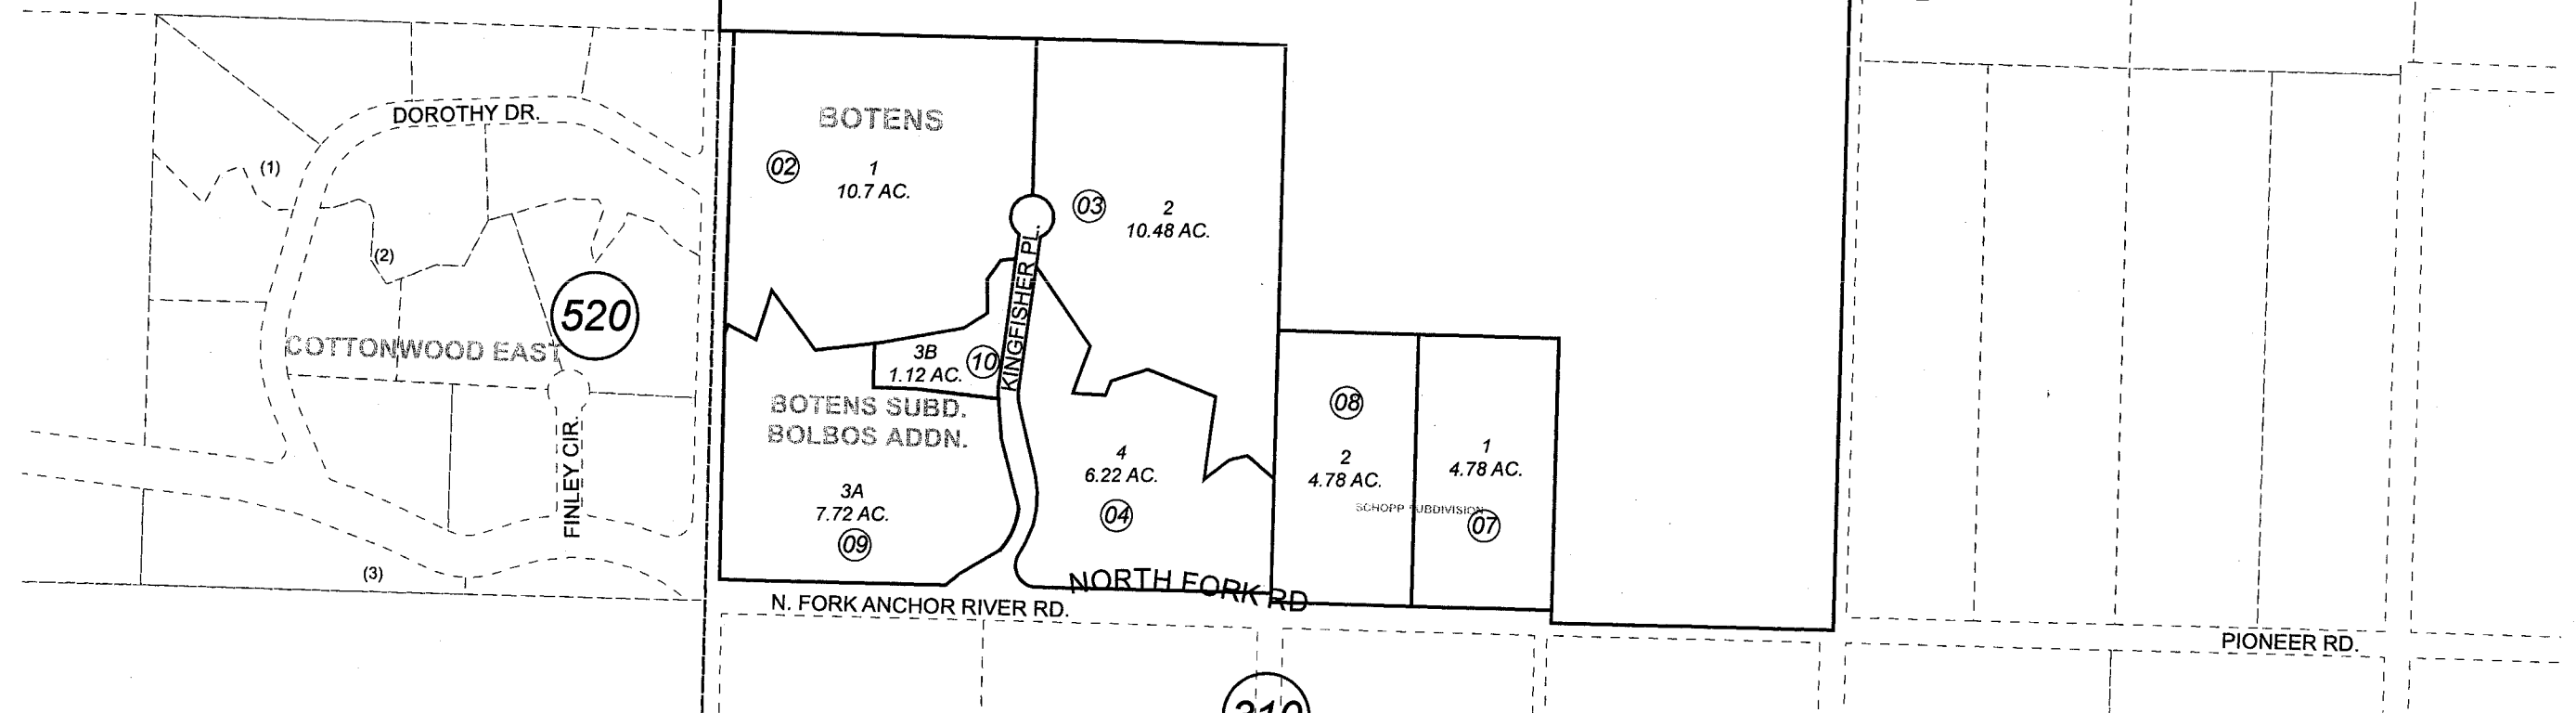 DOROTHY DR.
(1)
(2)
520
COTTONWOOD EAST
FINLEY CIR.
(3)
BOTENS
02
1
10.7 AC.
03
2
10.48 AC.
KINGFISHER PL.
3B
1.12 AC.
10
BOTENS SUBD.
BOLBOS ADDN.
3A
7.72 AC.
09
4
6.22 AC.
04
08
2
4.78 AC.
1
4.78 AC.
SCHOPP SUBDIVISION
07
NORTH FORK RD
N. FORK ANCHOR RIVER RD.
PIONEER RD.
310